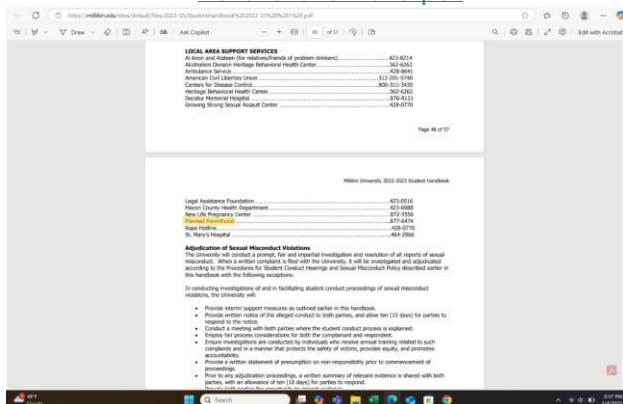 https://millikin.edu/sites/default/files/2023-05/StudentHandbook%202022-23%20%281%29.pdf
Draw
Ask Copilot
48 of 57
Edit with Acrobat
LOCAL AREA SUPPORT SERVICES
Al Anon and Alateen (for relatives/friends of problem drinkers)...423-8214
Alcoholism Division Heritage Behavioral Health Center...362-6262
Ambulance Service...428-8641
American Civil Liberties Union...312-201-9740
Centers for Disease Control...800-311-3435
Heritage Behavioral Health Center...362-6262
Decatur Memorial Hospital...876-8121
Growing Strong Sexual Assault Center...428-0770
Page 48 of 57
Millikin University 2022-2023 Student Handbook
Legal Assistance Foundation...423-0516
Macon County Health Department...423-6988
New Life Pregnancy Center...872-5556
Planned Parenthood...877-6474
Rape Hotline...428-0770
St. Mary's Hospital...464-2966
Adjudication of Sexual Misconduct Violations
The University will conduct a prompt, fair and impartial investigation and resolution of all reports of sexual
misconduct. When a written complaint is filed with the University, it will be investigated and adjudicated
according to the Procedures for Student Conduct Hearings and Sexual Misconduct Policy described earlier in
this handbook with the following exceptions:
In conducting investigations of and in facilitating student conduct proceedings of sexual misconduct
violations, the University will:
• Provide interim support measures as outlined earlier in this handbook.
• Provide written notice of the alleged conduct to both parties, and allow ten (10 days) for parties to
respond to the notice.
• Conduct a meeting with both parties where the student conduct process is explained.
• Employ fair process considerations for both the complainant and respondent.
• Ensure investigations are conducted by individuals who receive annual training related to such
complaints and in a manner that protects the safety of victims, provides equity, and promotes
accountability.
• Provide a written statement of presumption on non-responsibility prior to commencement of
proceedings.
• Prior to any adjudication proceedings, a written summary of relevant evidence is shared with both
parties, with an allowance of ten (10 days) for parties to respond.
Search
6:57 PM